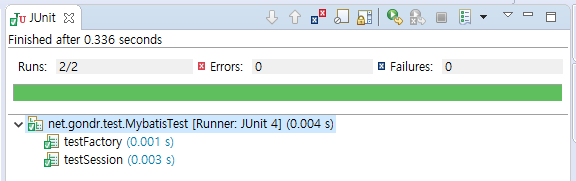 JUnit
Finished after 0.336 seconds
Runs: 2/2 Errors: 0 Failures: 0
net.gondr.test.MybatisTest [Runner: JUnit 4] (0.004 s)
testFactory (0.001 s)
testSession (0.003 s)